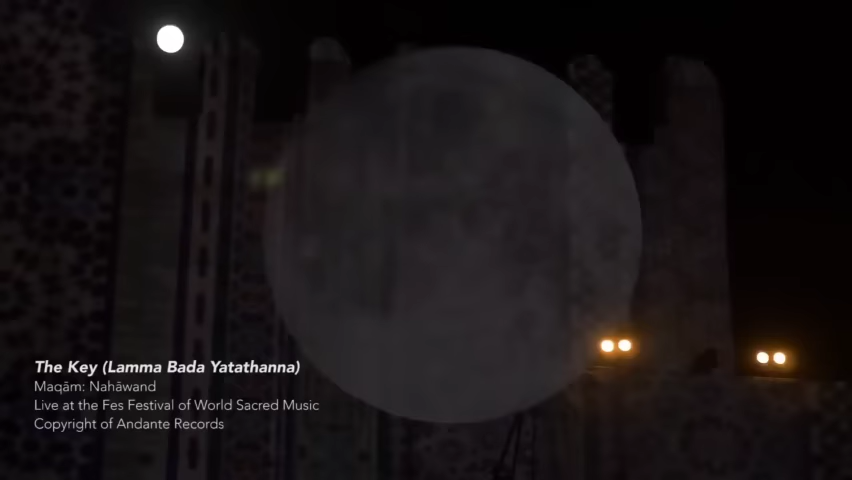 The Key (Lamma Bada Yatathanna)
Maqām: Nahāwand
Live at the Fes Festival of World Sacred Music
Copyright of Andante Records